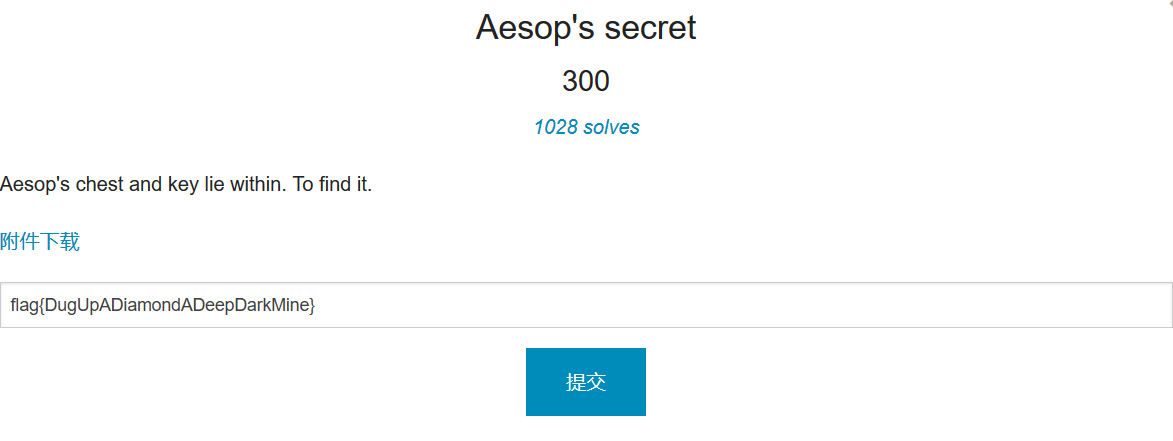 Aesop's secret
300
1028 solves
Aesop's chest and key lie within. To find it.
附件下载
flag{DugUpADiamondADeepDarkMine}
提交